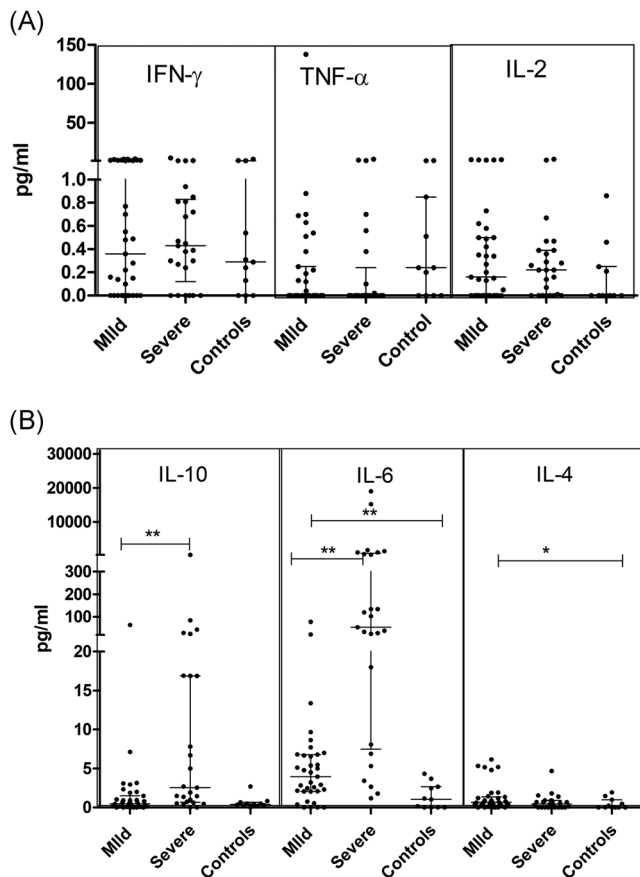 (A)
IFN-γ TNF-α IL-2
pg/ml
150
100
50
1.0
0.8
0.6
0.4
0.2
0.0
MIld Severe Controls MIld Severe Control MIld Severe Controls
(B)
IL-10 IL-6 IL-4
pg/ml
30000
20000
10000
300
200
100
20
15
10
5
0
** ** ** *
MIld Severe Controls MIld Severe Controls MIld Severe Controls